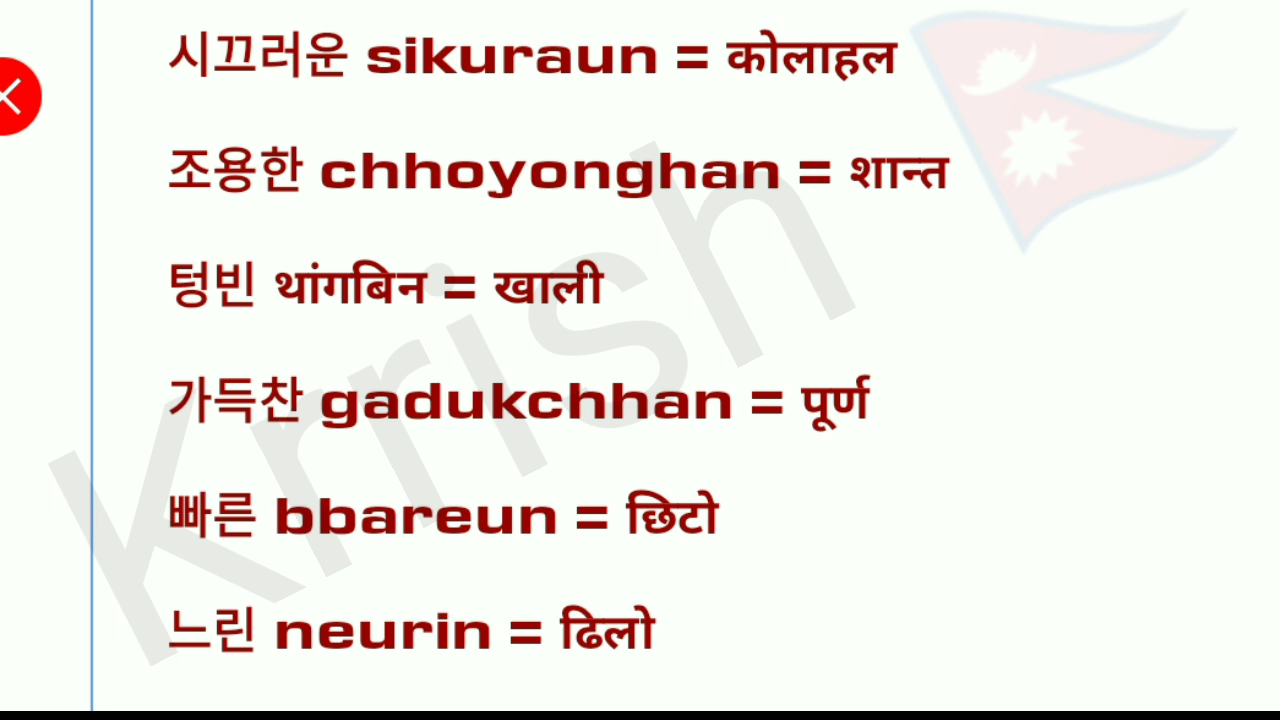 시끄러운 sikuraun = कोलाहल
조용한 chhoyonghan = शान्त
텅빈 थांगबिन = खाली
가득찬 gadukchhan = पूर्ण
빠른 bbareun = छिटो
느린 neurin = ढिलो
Krrish